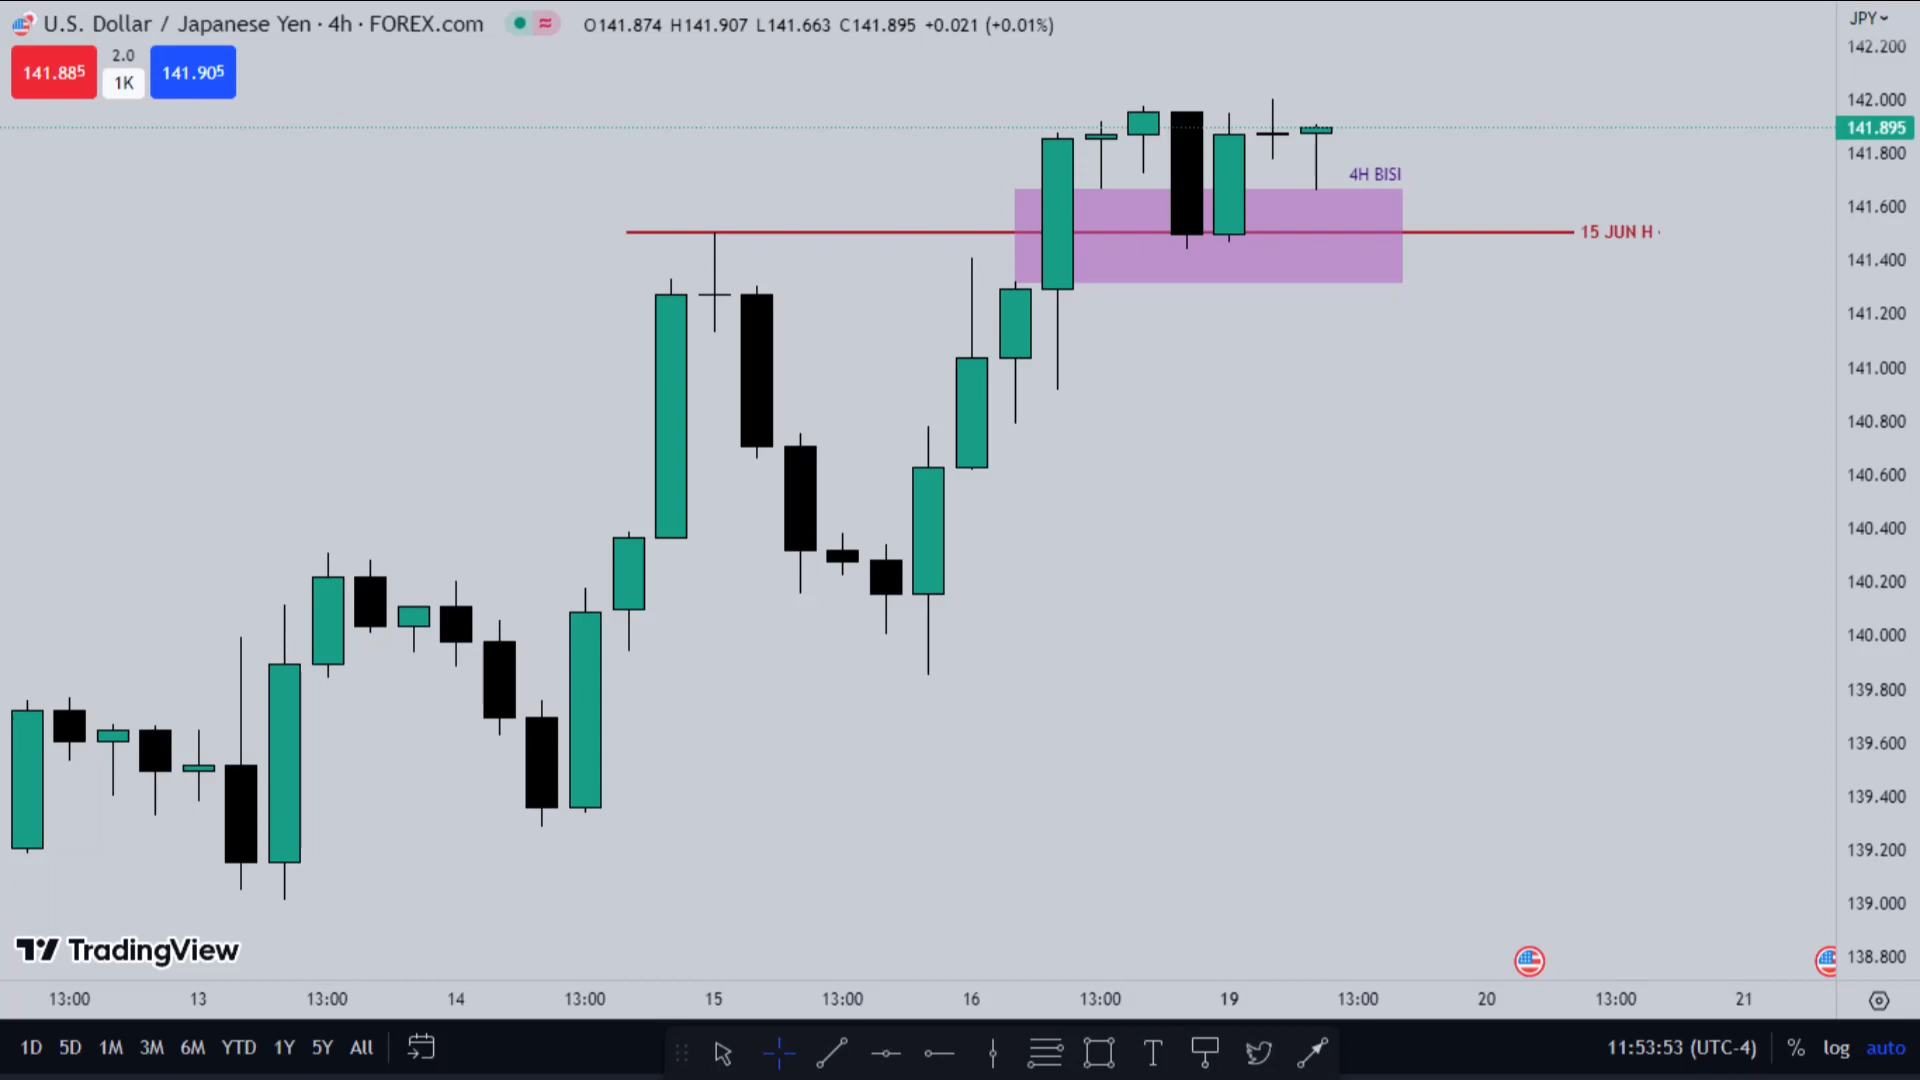 U.S. Dollar / Japanese Yen · 4h · FOREX.com
O141.874 H141.907 L141.663 C141.895 +0.021 (+0.01%)
JPY
141.885
2.0
1K
141.905
142.200
142.000
141.895
141.800
141.600
141.400
141.200
141.000
140.800
140.600
140.400
140.200
140.000
139.800
139.600
139.400
139.200
139.000
138.800
4H BISI
15 JUN H ·
TradingView
13:00 13 13:00 14 13:00 15 13:00 16 13:00 19 13:00 20 13:00 21
1D 5D 1M 3M 6M YTD 1Y 5Y All
T
11:53:53 (UTC-4) % log auto